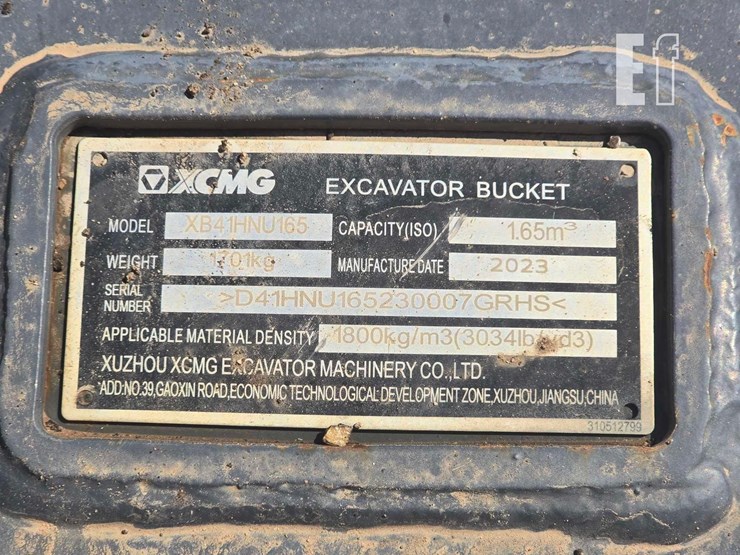 Ef
XCMG EXCAVATOR BUCKET
MODEL XB41HNU165 CAPACITY(ISO) 1.65m³
WEIGHT 1701kg MANUFACTURE DATE 2023
SERIAL NUMBER >D41HNU165230007GRHS<
APPLICABLE MATERIAL DENSITY 1800kg/m3(3034lb/yd3)
XUZHOU XCMG EXCAVATOR MACHINERY CO.,LTD.
ADD:NO.39,GAOXIN ROAD,ECONOMIC TECHNOLOGICAL DEVELOPMENT ZONE,XUZHOU,JIANGSU,CHINA
310512799